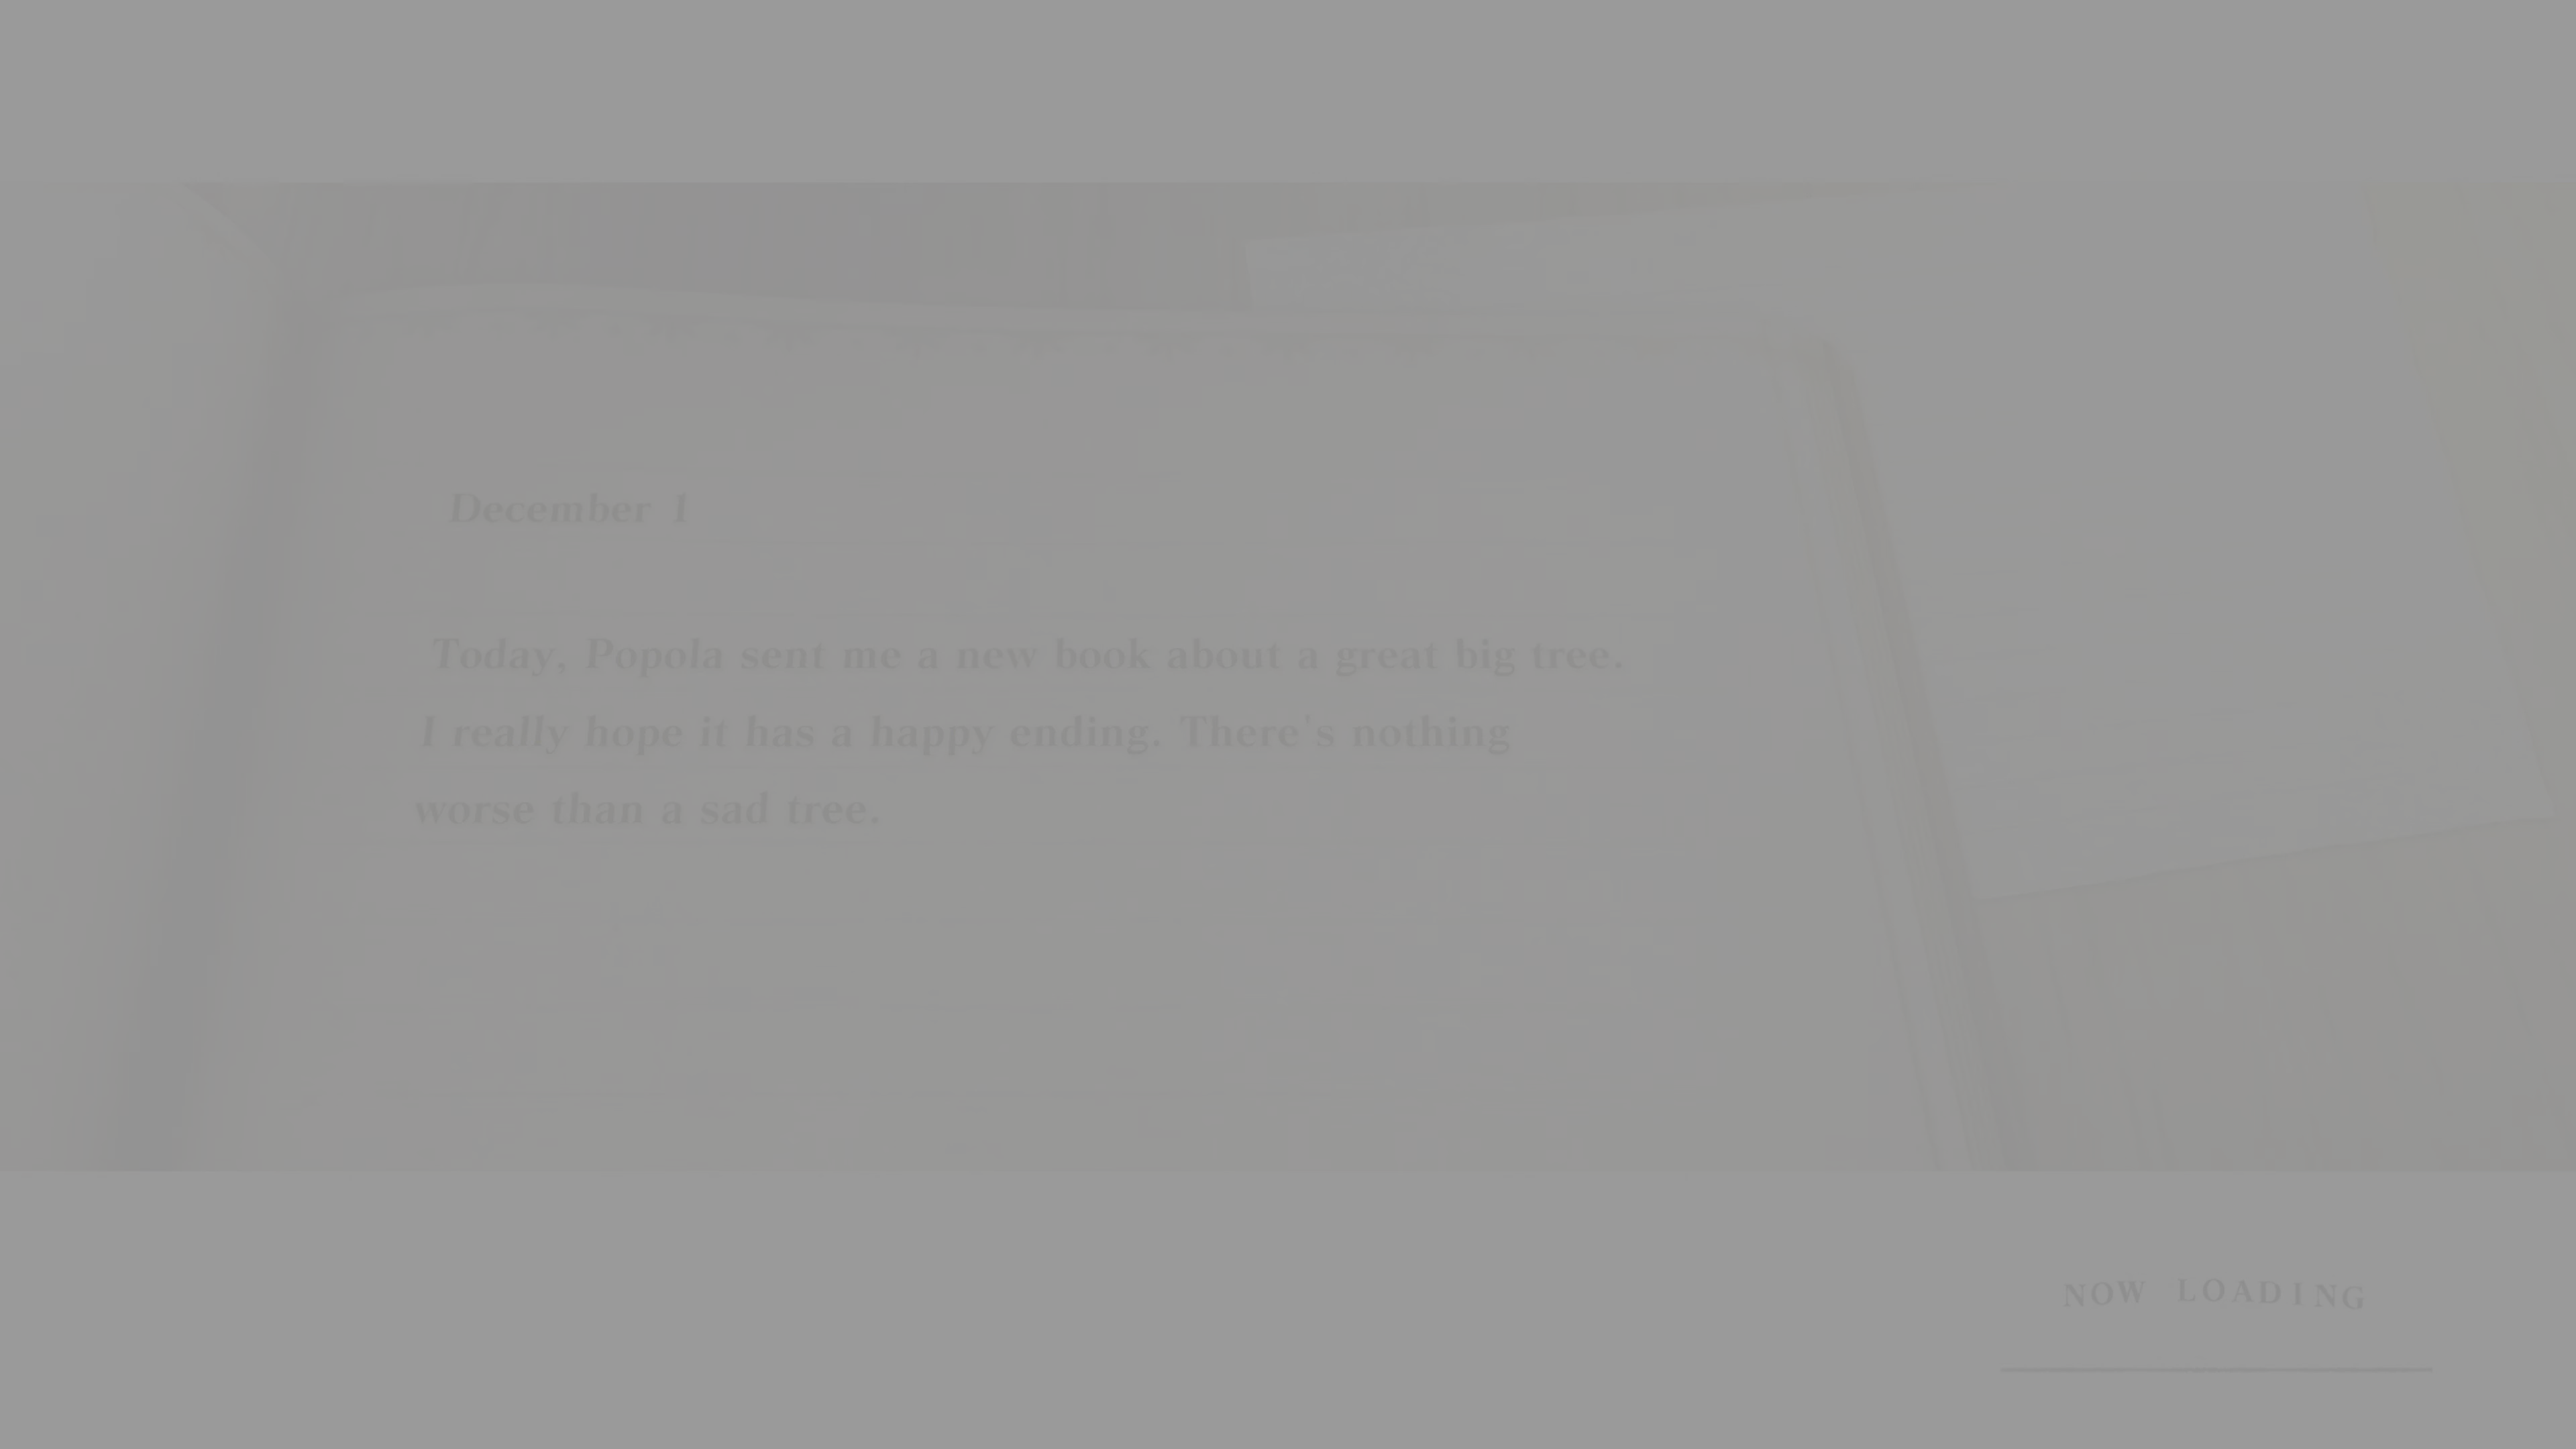 December 1
Today, Popola sent me a new book about a great big tree.
I really hope it has a happy ending. There's nothing
worse than a sad tree.
NOW LOADING